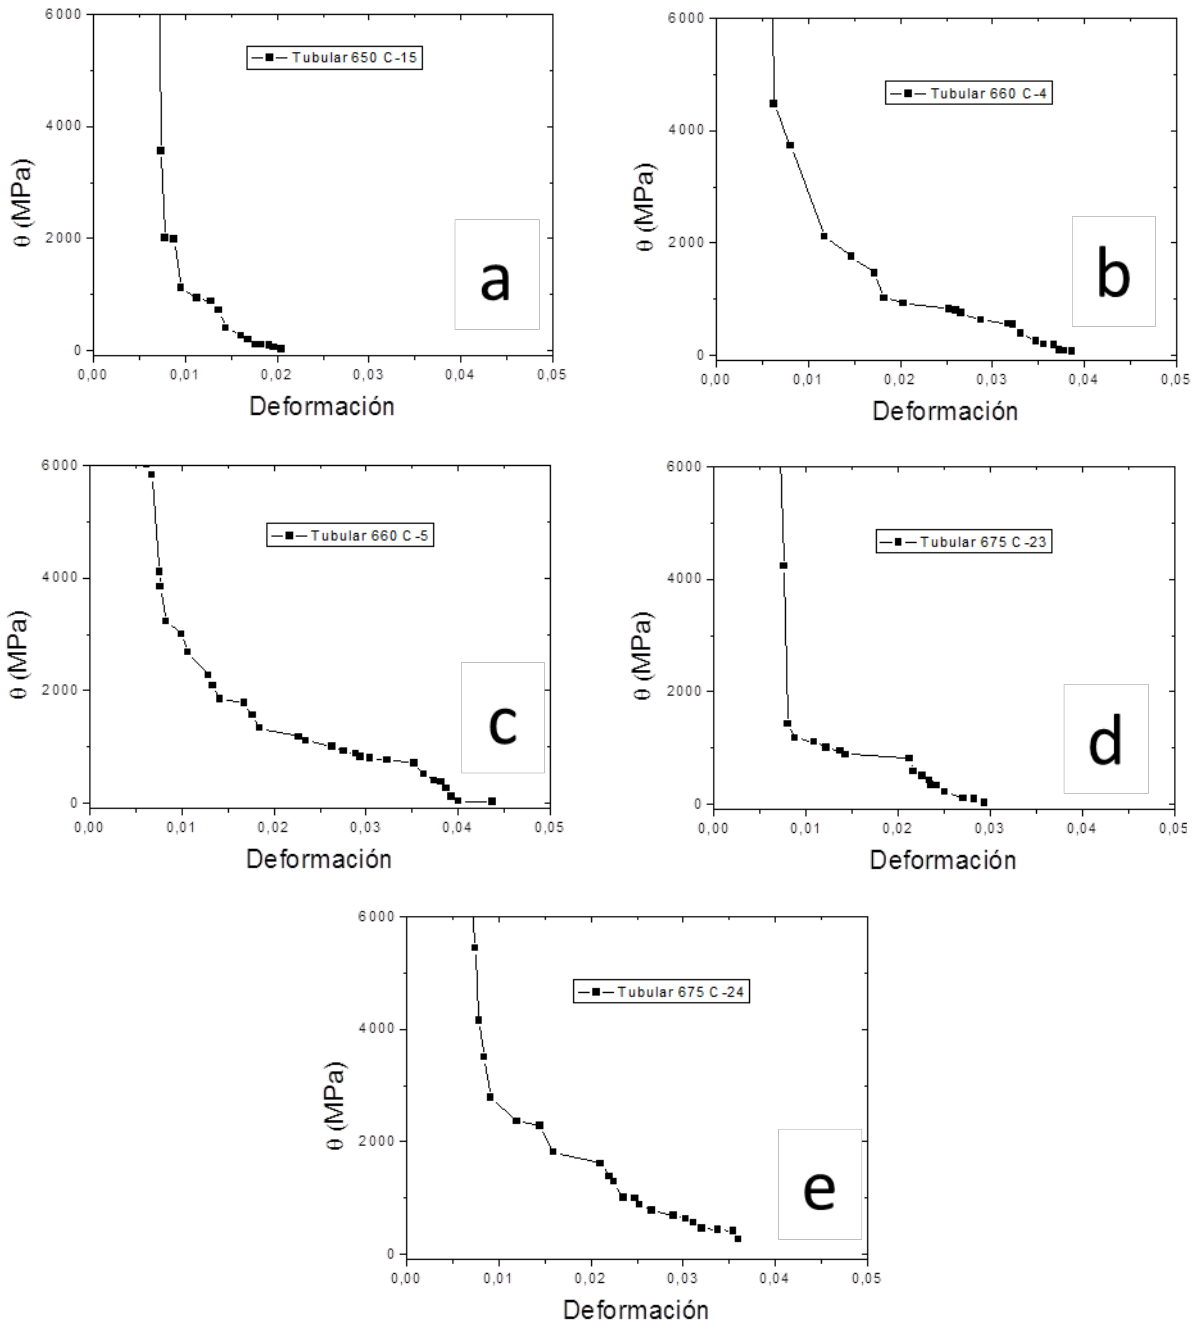 6000
4000
2000
0
θ (MPa)
Tubular 650 C-15
a
0,00 0,01 0,02 0,03 0,04 0,05
Deformación
6000
4000
2000
0
θ (MPa)
Tubular 660 C-4
b
0,00 0,01 0,02 0,03 0,04 0,05
Deformación
6000
4000
2000
0
θ (MPa)
Tubular 660 C-5
c
0,00 0,01 0,02 0,03 0,04 0,05
Deformación
6000
4000
2000
0
θ (MPa)
Tubular 675 C-23
d
0,00 0,01 0,02 0,03 0,04 0,05
Deformación
6000
4000
2000
0
θ (MPa)
Tubular 675 C-24
e
0,00 0,01 0,02 0,03 0,04 0,05
Deformación